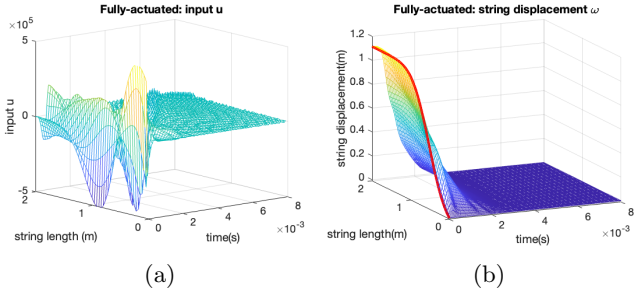 Fully-actuated: input u
×10⁵
5
0
-5
input u
2
1
0
string length (m)
0
2
4
6
8
×10⁻³
time(s)
(a)
Fully-actuated: string displacement ω
1.2
1
0.8
0.6
0.4
0.2
0
string displacement(m)
2
1
0
string length(m)
0
2
4
6
8
×10⁻³
time(s)
(b)